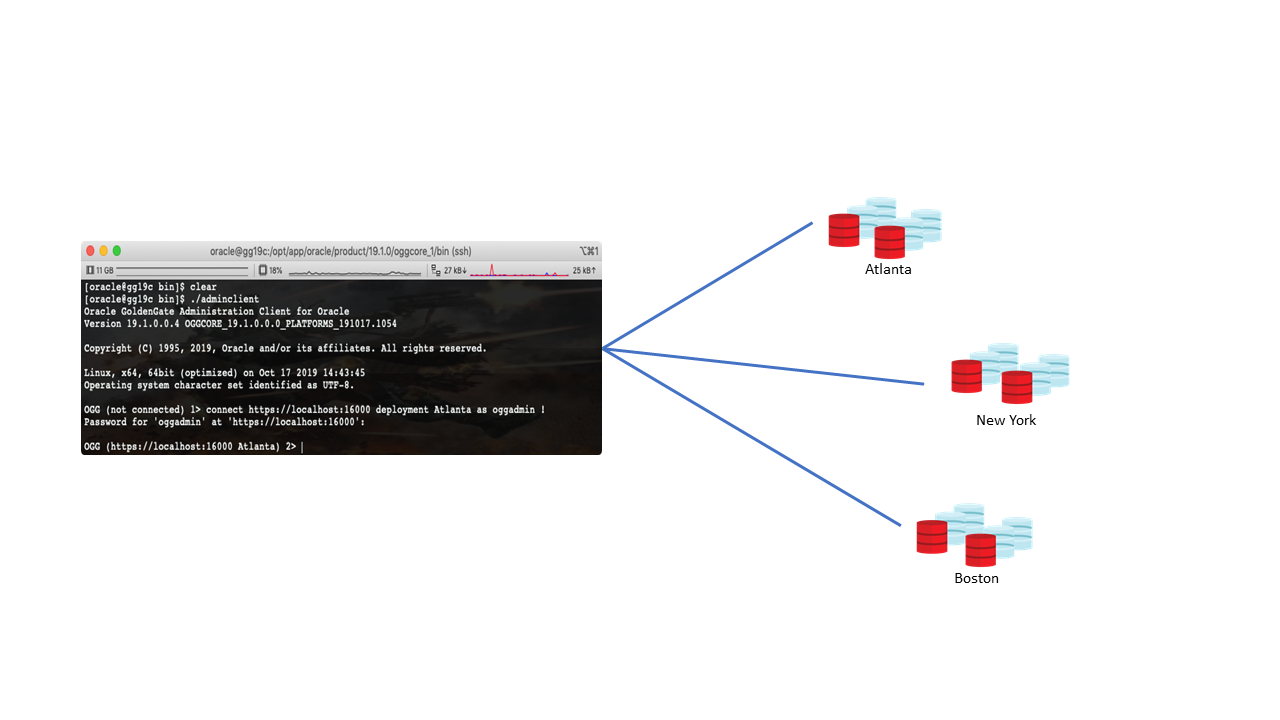 oracle@gg19c:/opt/app/oracle/product/19.1.0/oggcore_1/bin (ssh)
⌥⌘1
11 GB
18%
27 kB↓
25 kB↑
[oracle@gg19c bin]$ clear
[oracle@gg19c bin]$ ./adminclient
Oracle GoldenGate Administration Client for Oracle
Version 19.1.0.0.4 OGGCORE_19.1.0.0.0_PLATFORMS_191017.1054
Copyright (C) 1995, 2019, Oracle and/or its affiliates. All rights reserved.
Linux, x64, 64bit (optimized) on Oct 17 2019 14:43:45
Operating system character set identified as UTF-8.
OGG (not connected) 1> connect https://localhost:16000 deployment Atlanta as oggadmin !
Password for 'oggadmin' at 'https://localhost:16000':
OGG (https://localhost:16000 Atlanta) 2>
Atlanta
New York
Boston